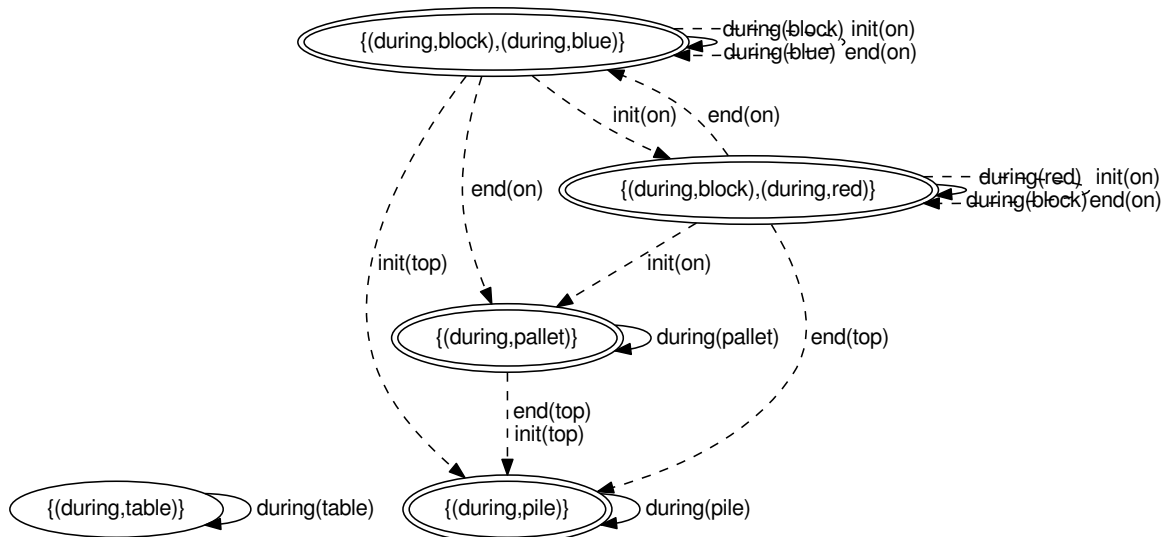 {(during,block),(during,blue)}
during(block) init(on)
during(blue) end(on)
init(on)
end(on)
end(on)
{(during,block),(during,red)}
during(red) init(on)
during(block) end(on)
init(top)
init(on)
{(during,pallet)}
during(pallet)
end(top)
end(top)
init(top)
{(during,table)}
during(table)
{(during,pile)}
during(pile)